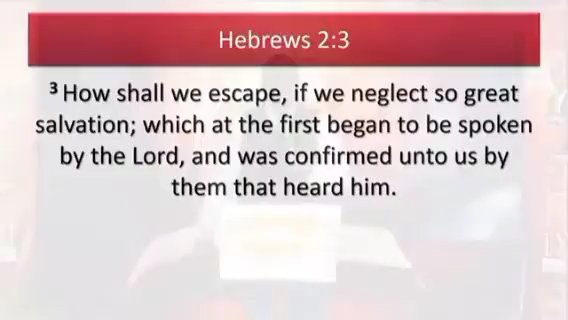 Hebrews 2:3
³ How shall we escape, if we neglect so great
salvation; which at the first began to be spoken
by the Lord, and was confirmed unto us by
them that heard him.